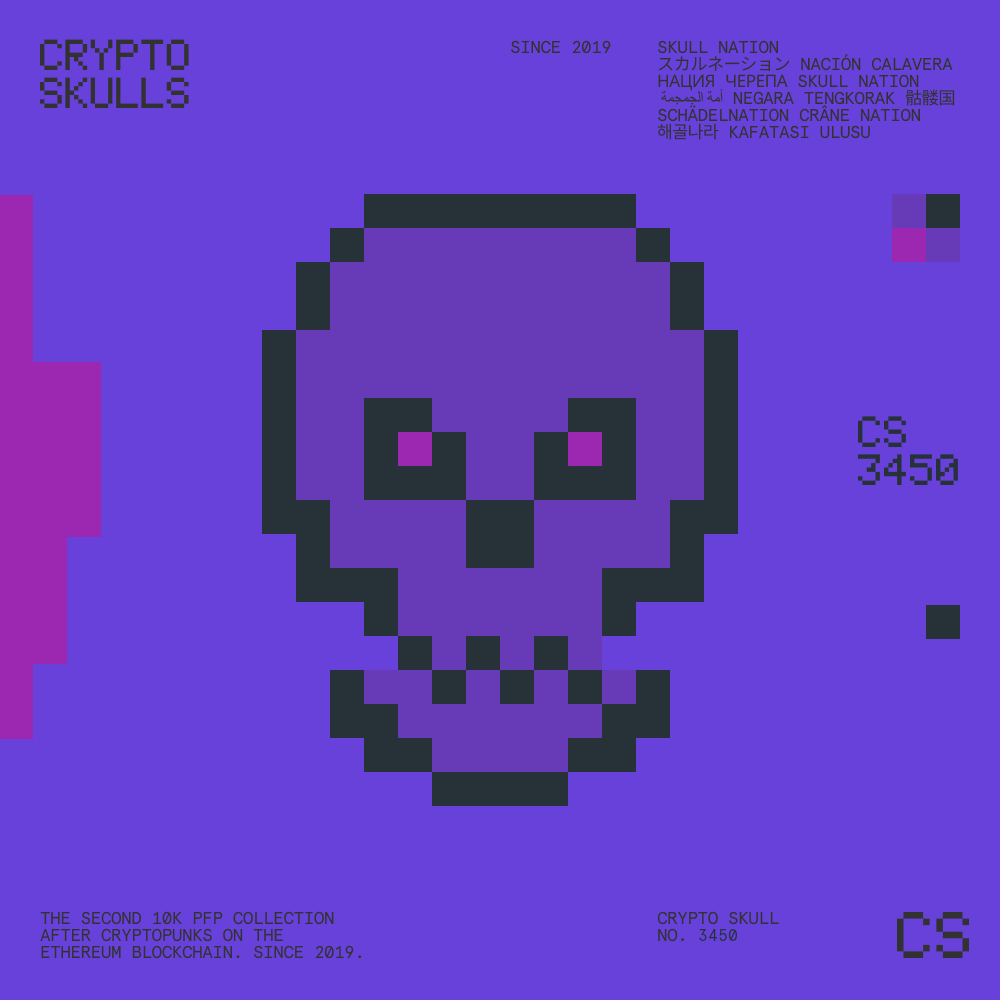 CRYPTO
SKULLS
SINCE 2019
SKULL NATION
スカルネーション NACIÓN CALAVERA
НАЦИЯ ЧЕРЕПА SKULL NATION
أمة الجمجمة NEGARA TENGKORAK 骷髅国
SCHÄDELNATION CRÂNE NATION
해골나라 KAFATASI ULUSU
CS
3450
THE SECOND 10K PFP COLLECTION
AFTER CRYPTOPUNKS ON THE
ETHEREUM BLOCKCHAIN. SINCE 2019.
CRYPTO SKULL
NO. 3450
CS